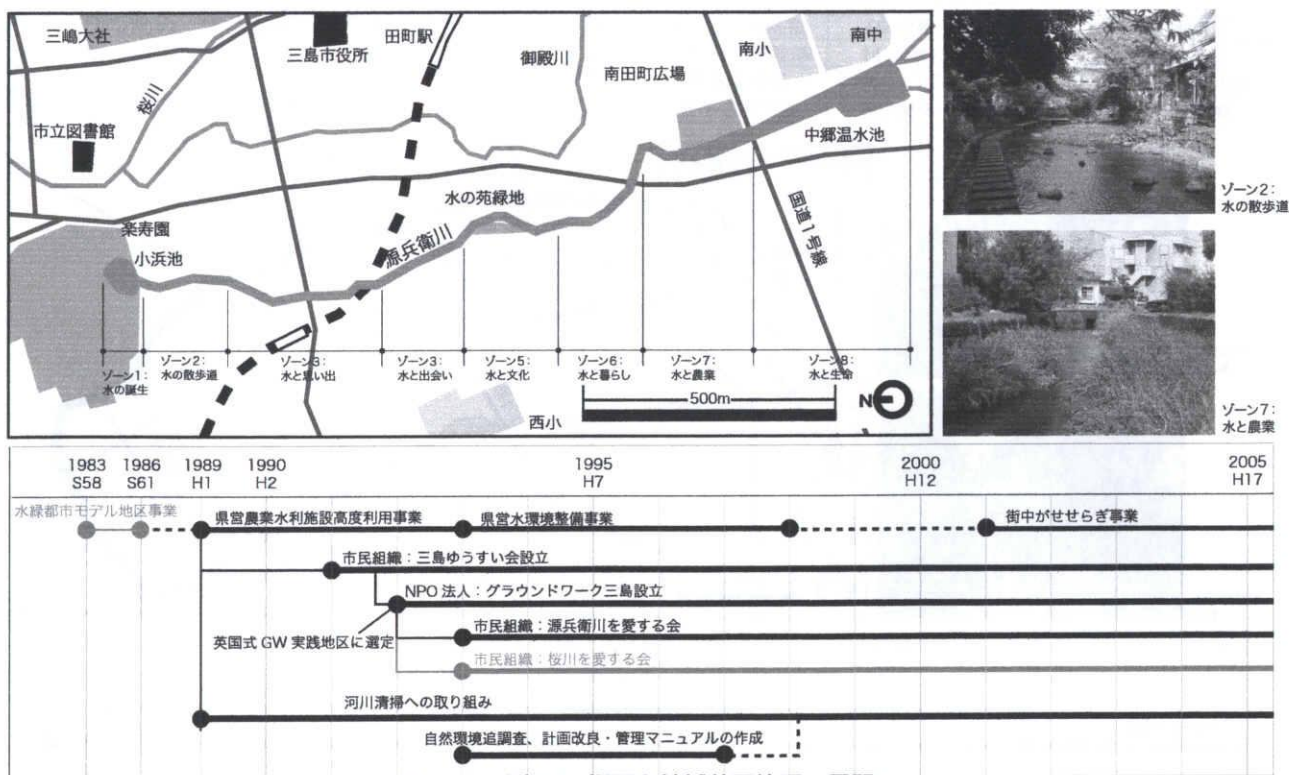 三嶋大社
桜川
市立図書館
三島市役所
田町駅
御殿川
南田町広場
南小
南中
中郷温水池
水の苑緑地
源兵衛川
国道1号線
楽寿園
小浜池
ゾーン1:
水の誕生
ゾーン2:
水の散歩道
ゾーン3:
水と思い出
ゾーン3:
水と出会い
ゾーン5:
水と文化
ゾーン6:
水と暮らし
ゾーン7:
水と農業
ゾーン8:
水と生命
西小
500m
N
ゾーン2:
水の散歩道
ゾーン7:
水と農業
1983 1986 1989 1990 1995 2000 2005
S58 S61 H1 H2 H7 H12 H17
水緑都市モデル地区事業
県営農業水利施設高度利用事業
県営水環境整備事業
街中がせせらぎ事業
市民組織:三島ゆうすい会設立
NPO法人:グラウンドワーク三島設立
英国式GW実践地区に選定
市民組織:源兵衛川を愛する会
市民組織:桜川を愛する会
河川清掃への取り組み
自然環境追調査、計画改良・管理マニュアルの作成